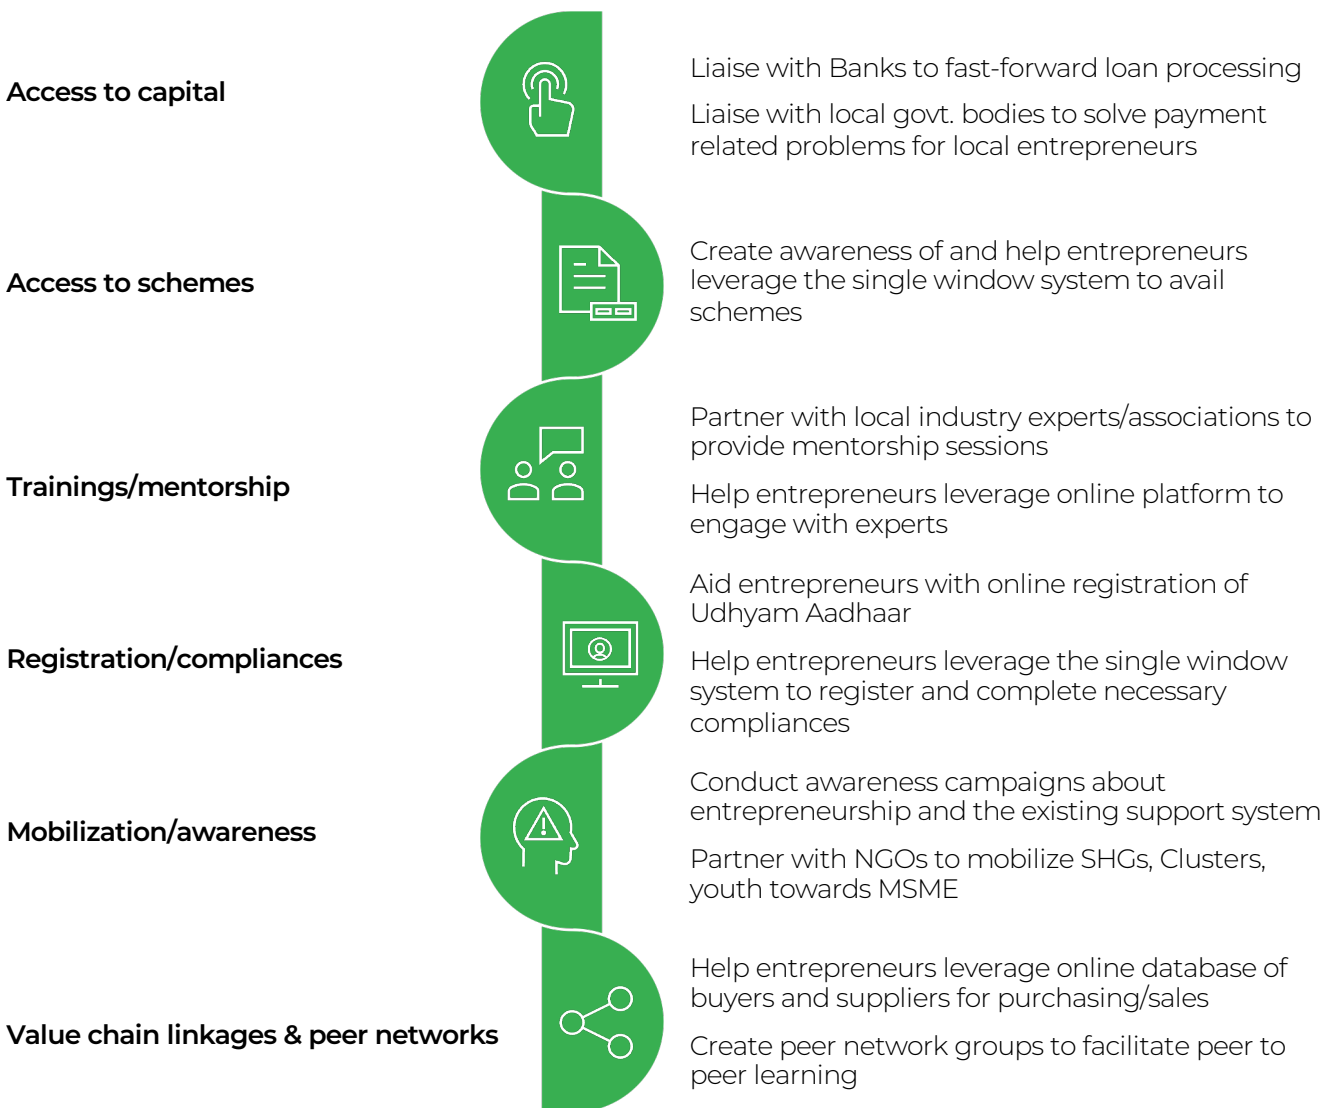 Access to capital
Liaise with Banks to fast-forward loan processing
Liaise with local govt. bodies to solve payment
related problems for local entrepreneurs
Access to schemes
Create awareness of and help entrepreneurs
leverage the single window system to avail
schemes
Trainings/mentorship
Partner with local industry experts/associations to
provide mentorship sessions
Help entrepreneurs leverage online platform to
engage with experts
Registration/compliances
Aid entrepreneurs with online registration of
Udhyam Aadhaar
Help entrepreneurs leverage the single window
system to register and complete necessary
compliances
Mobilization/awareness
Conduct awareness campaigns about
entrepreneurship and the existing support system
Partner with NGOs to mobilize SHGs, Clusters,
youth towards MSME
Value chain linkages & peer networks
Help entrepreneurs leverage online database of
buyers and suppliers for purchasing/sales
Create peer network groups to facilitate peer to
peer learning